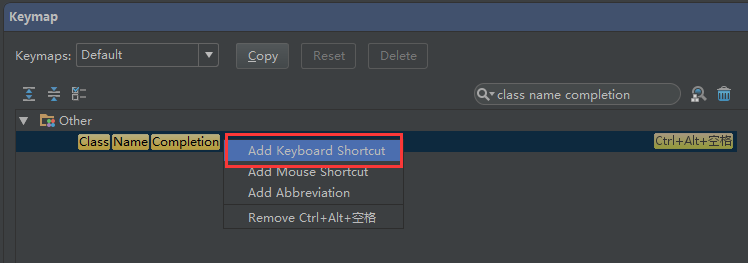 Keymap
Keymaps: Default Copy Reset Delete
class name completion
Other
Class Name Completion Ctrl+Alt+空格
Add Keyboard Shortcut
Add Mouse Shortcut
Add Abbreviation
Remove Ctrl+Alt+空格